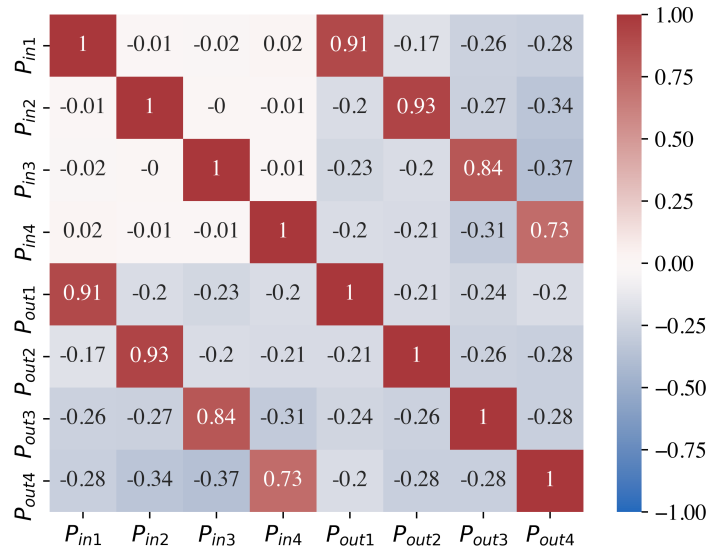 P_in1 1 -0.01 -0.02 0.02 0.91 -0.17 -0.26 -0.28
P_in2 -0.01 1 -0 -0.01 -0.2 0.93 -0.27 -0.34
P_in3 -0.02 -0 1 -0.01 -0.23 -0.2 0.84 -0.37
P_in4 0.02 -0.01 -0.01 1 -0.2 -0.21 -0.31 0.73
P_out1 0.91 -0.2 -0.23 -0.2 1 -0.21 -0.24 -0.2
P_out2 -0.17 0.93 -0.2 -0.21 -0.21 1 -0.26 -0.28
P_out3 -0.26 -0.27 0.84 -0.31 -0.24 -0.26 1 -0.28
P_out4 -0.28 -0.34 -0.37 0.73 -0.2 -0.28 -0.28 1
P_in1 P_in2 P_in3 P_in4 P_out1 P_out2 P_out3 P_out4
1.00
0.75
0.50
0.25
0.00
−0.25
−0.50
−0.75
−1.00